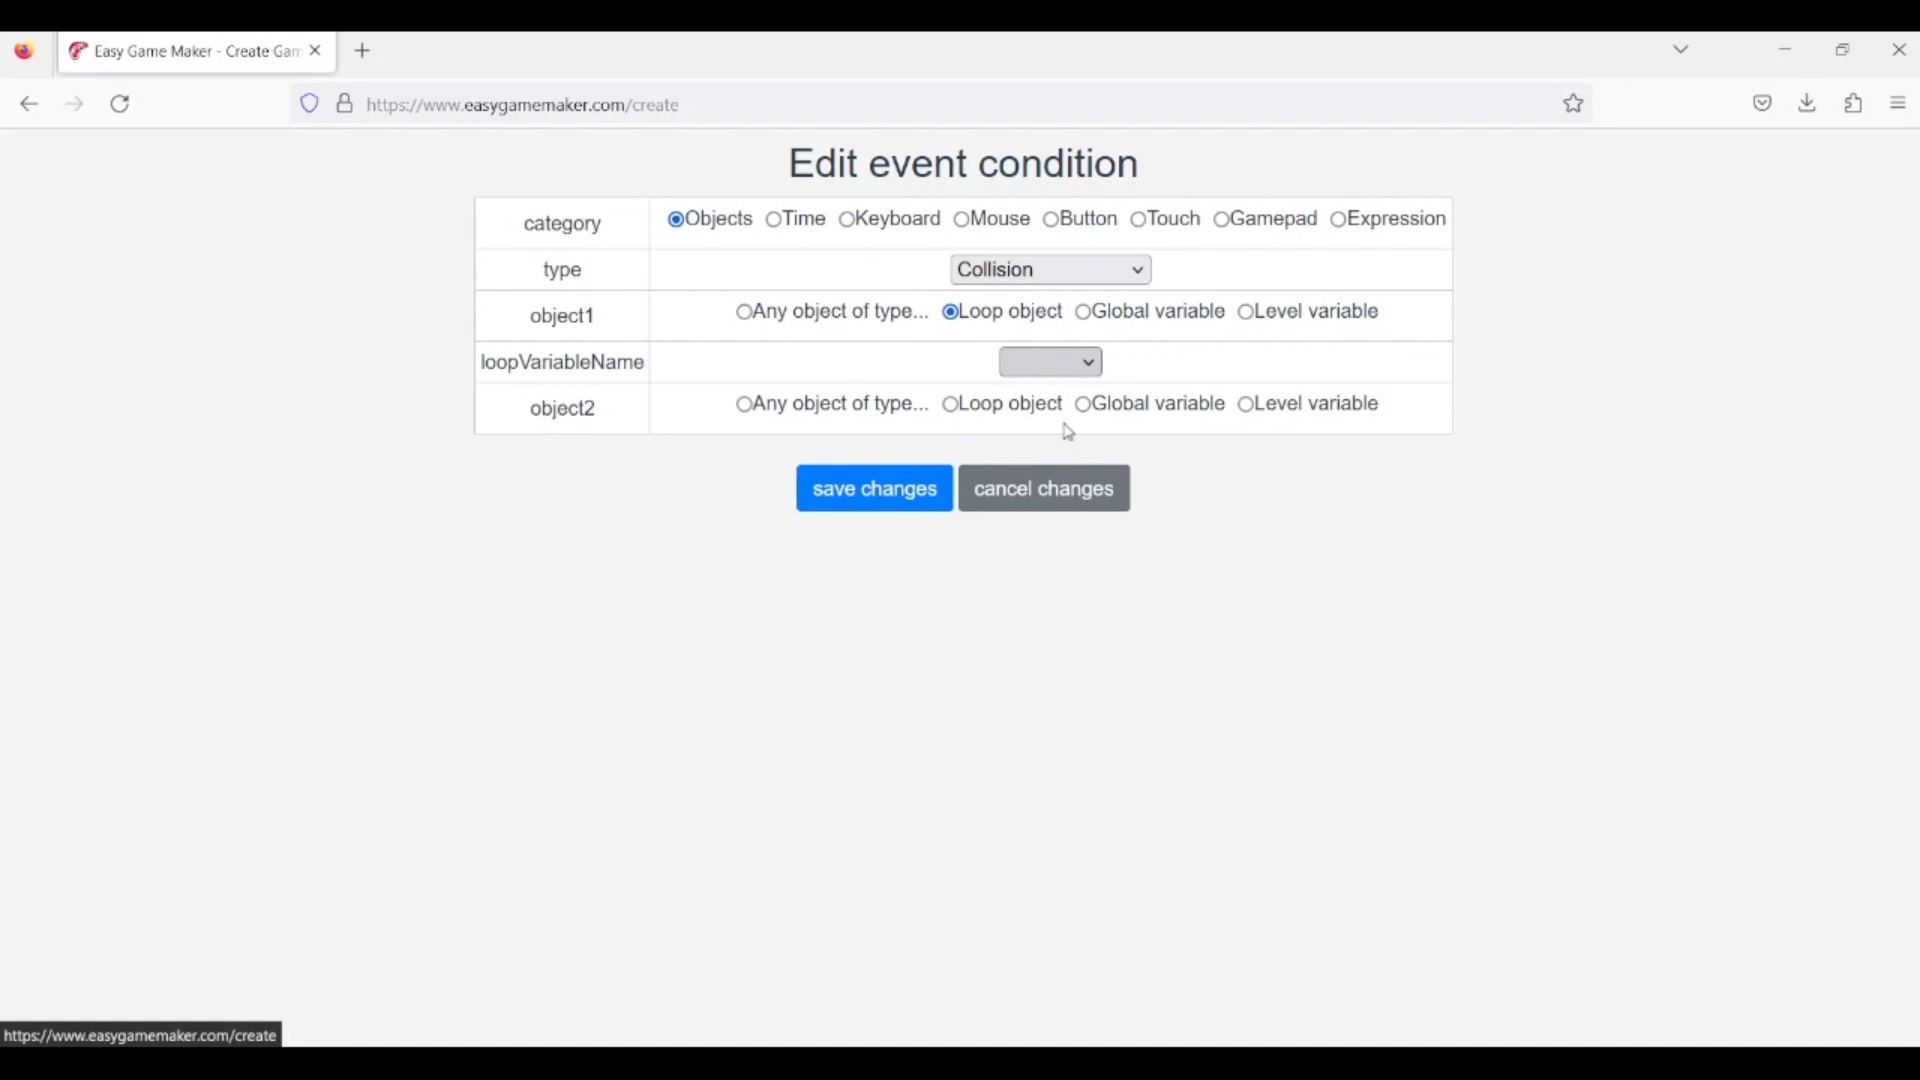 Easy Game Maker - Create Gam
https://www.easygamemaker.com/create
Edit event condition
category Objects Time Keyboard Mouse Button Touch Gamepad Expression
type Collision
object1 Any object of type... Loop object Global variable Level variable
loopVariableName
object2 Any object of type... Loop object Global variable Level variable
save changes cancel changes
https://www.easygamemaker.com/create